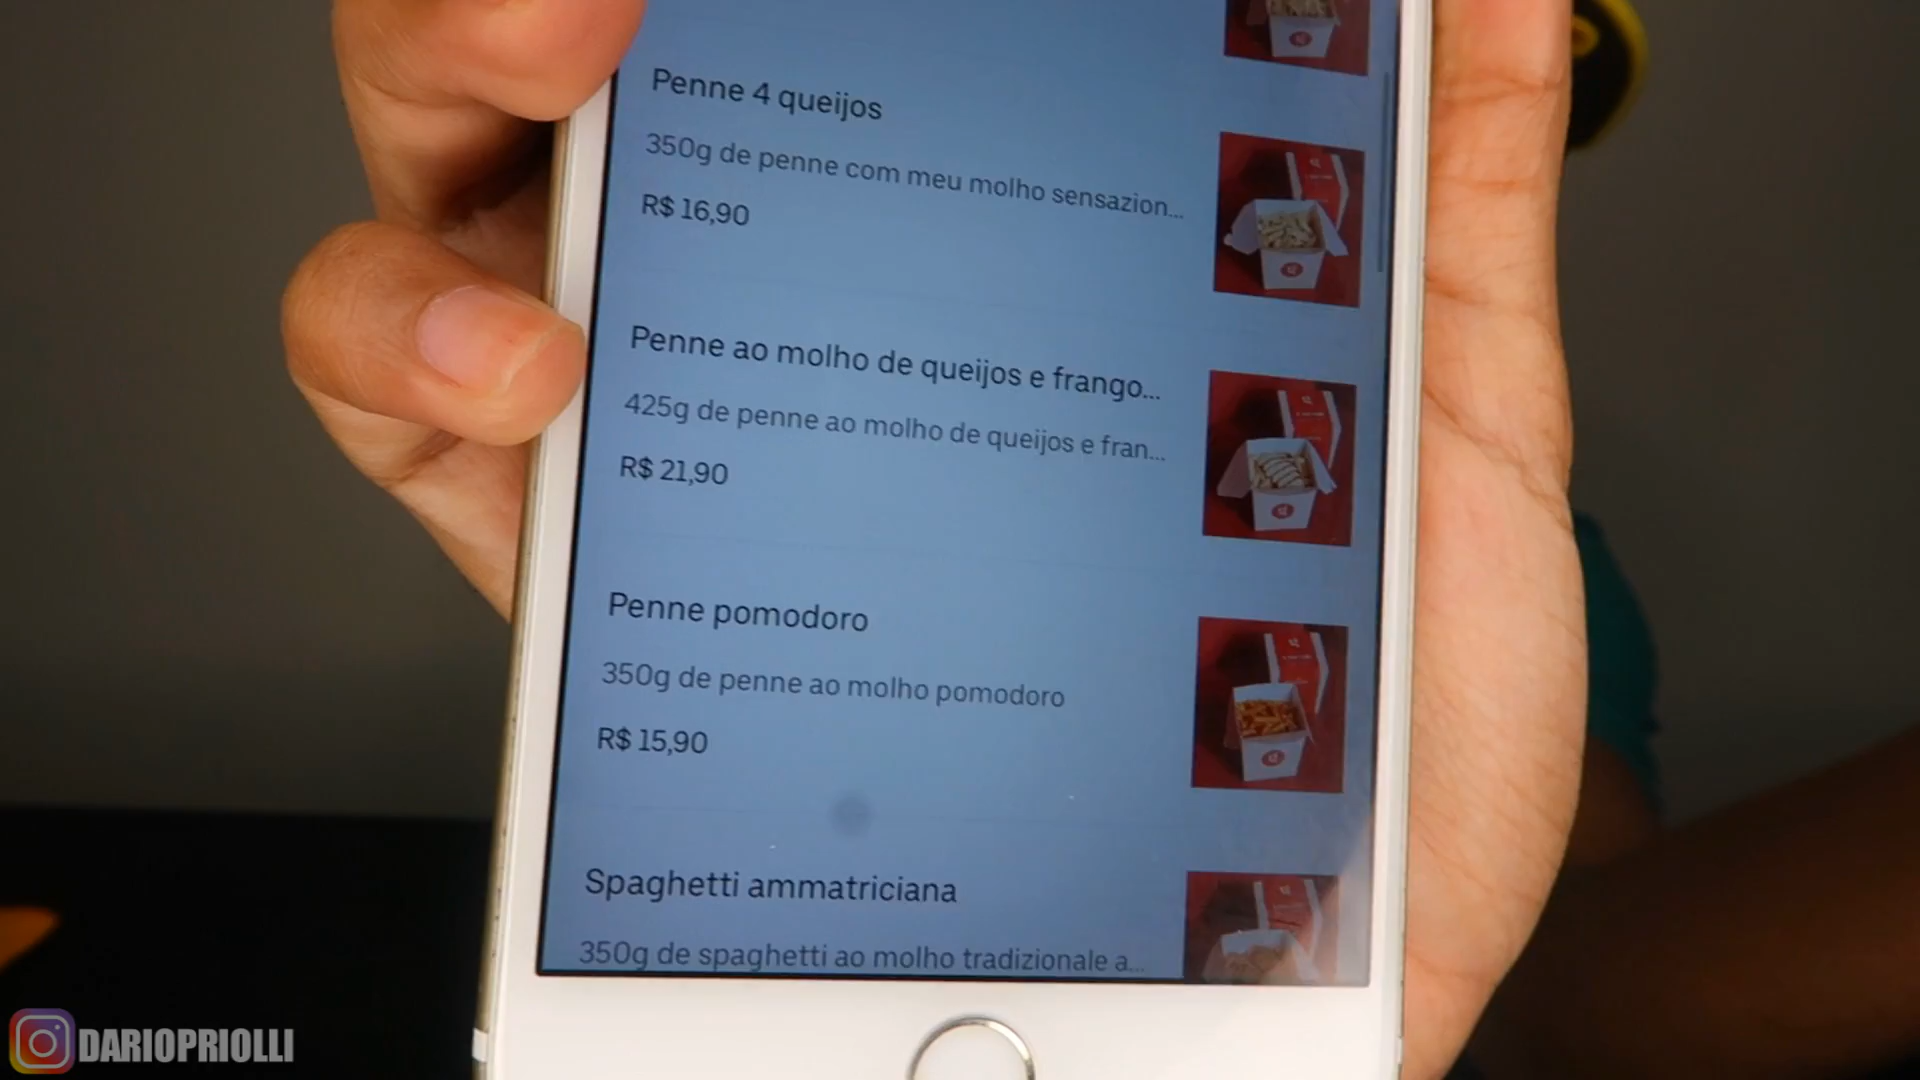 Penne 4 queijos
350g de penne com meu molho sensazion...
R$ 16,90
Penne ao molho de queijos e frango...
425g de penne ao molho de queijos e fran...
R$ 21,90
Penne pomodoro
350g de penne ao molho pomodoro
R$ 15,90
Spaghetti ammatriciana
350g de spaghetti ao molho tradizionale a...
DARIOPRIOLLI